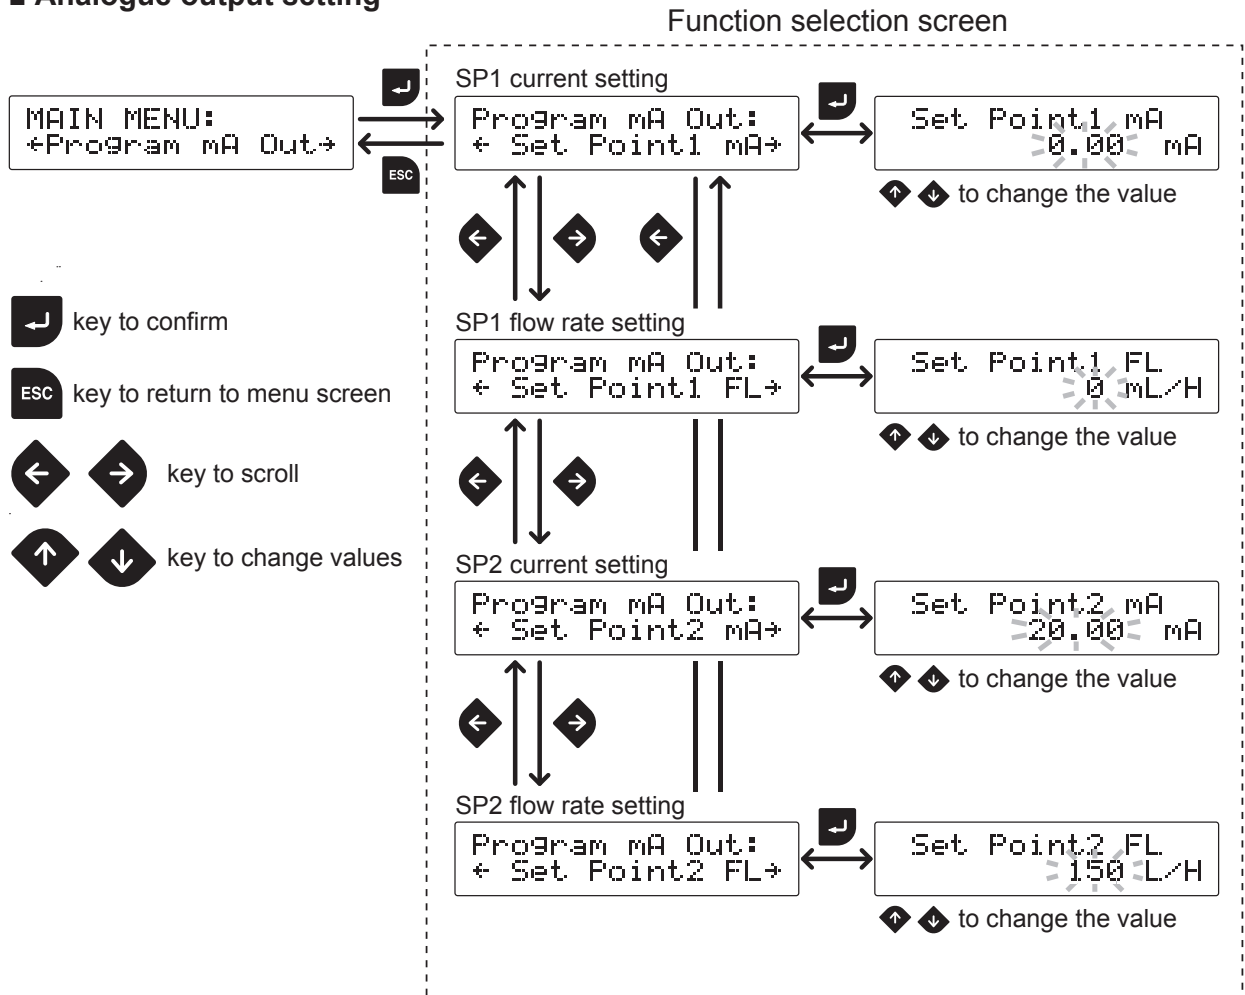 ■ Analogue output setting
Function selection screen
SP1 current setting
MAIN MENU:
←Program mA Out→
ESC
Program mA Out:
← Set Point1 mA→
Set Point1 mA
0.00 mA
to change the value
key to confirm
ESC key to return to menu screen
key to scroll
key to change values
SP1 flow rate setting
Program mA Out:
← Set Point1 FL→
Set Point1 FL
0 mL/H
to change the value
SP2 current setting
Program mA Out:
← Set Point2 mA→
Set Point2 mA
20.00 mA
to change the value
SP2 flow rate setting
Program mA Out:
← Set Point2 FL→
Set Point2 FL
150 L/H
to change the value